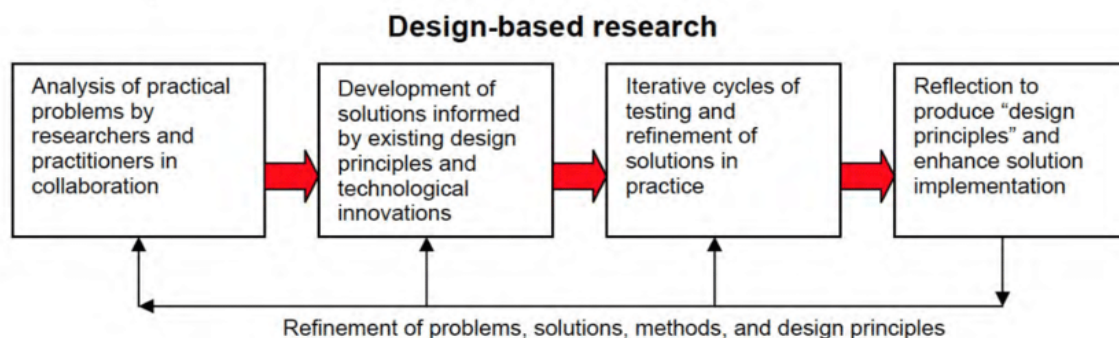 Design-based research
Analysis of practical
problems by
researchers and
practitioners in
collaboration
Development of
solutions informed
by existing design
principles and
technological
innovations
Iterative cycles of
testing and
refinement of
solutions in
practice
Reflection to
produce “design
principles” and
enhance solution
implementation
Refinement of problems, solutions, methods, and design principles